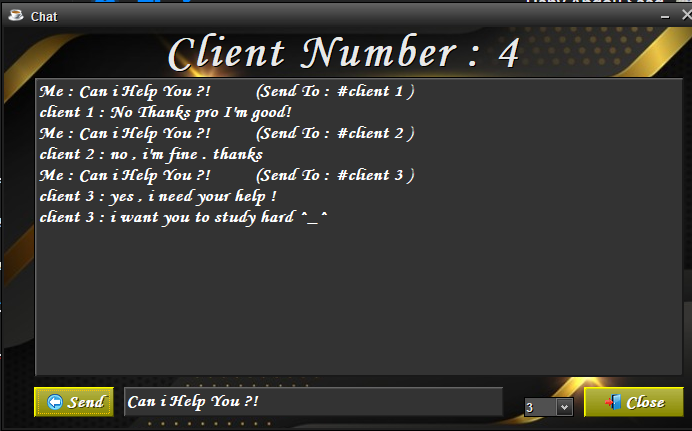 Chat
Client Number : 4
Me : Can i Help You ?! (Send To : #client 1 )
client 1 : No Thanks pro I'm good!
Me : Can i Help You ?! (Send To : #client 2 )
client 2 : no , i'm fine . thanks
Me : Can i Help You ?! (Send To : #client 3 )
client 3 : yes , i need your help !
client 3 : i want you to study hard ^_^
Send
Can i Help You ?!
3
Close